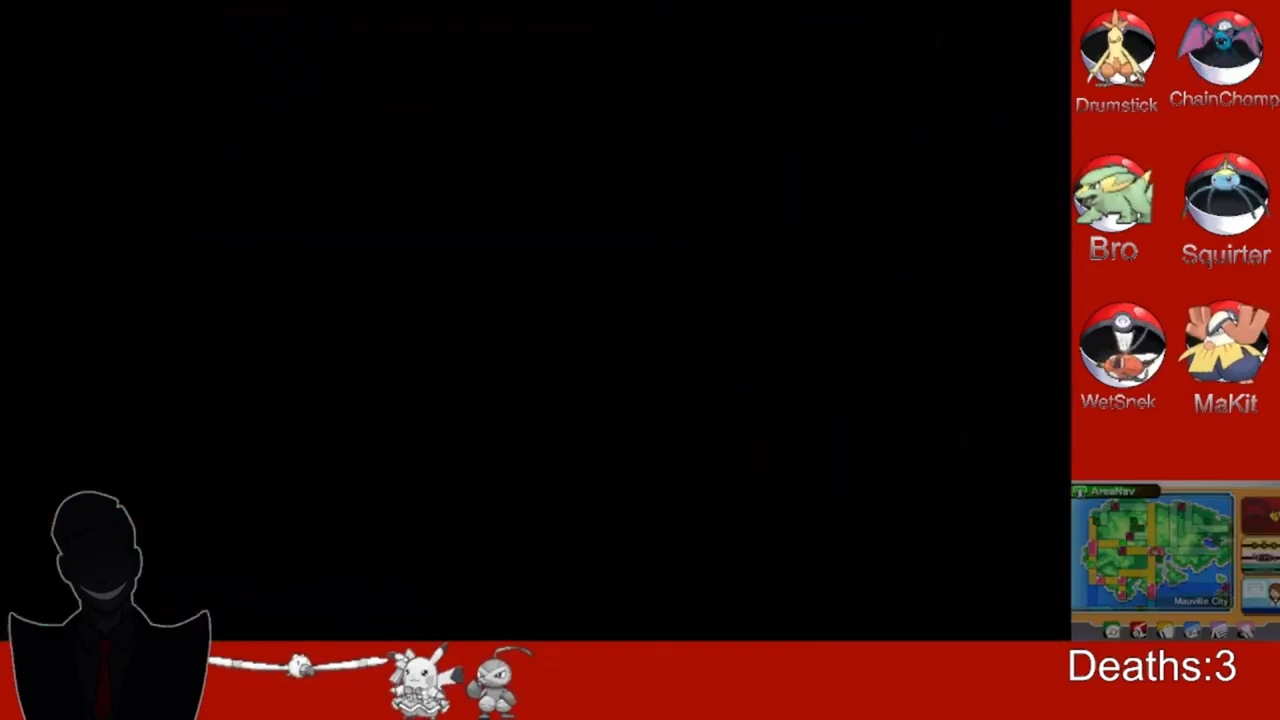 Drumstick
ChainChomp
Bro
Squirter
WetSnek
MaKit
AreaNav
Mauville City
Deaths:3